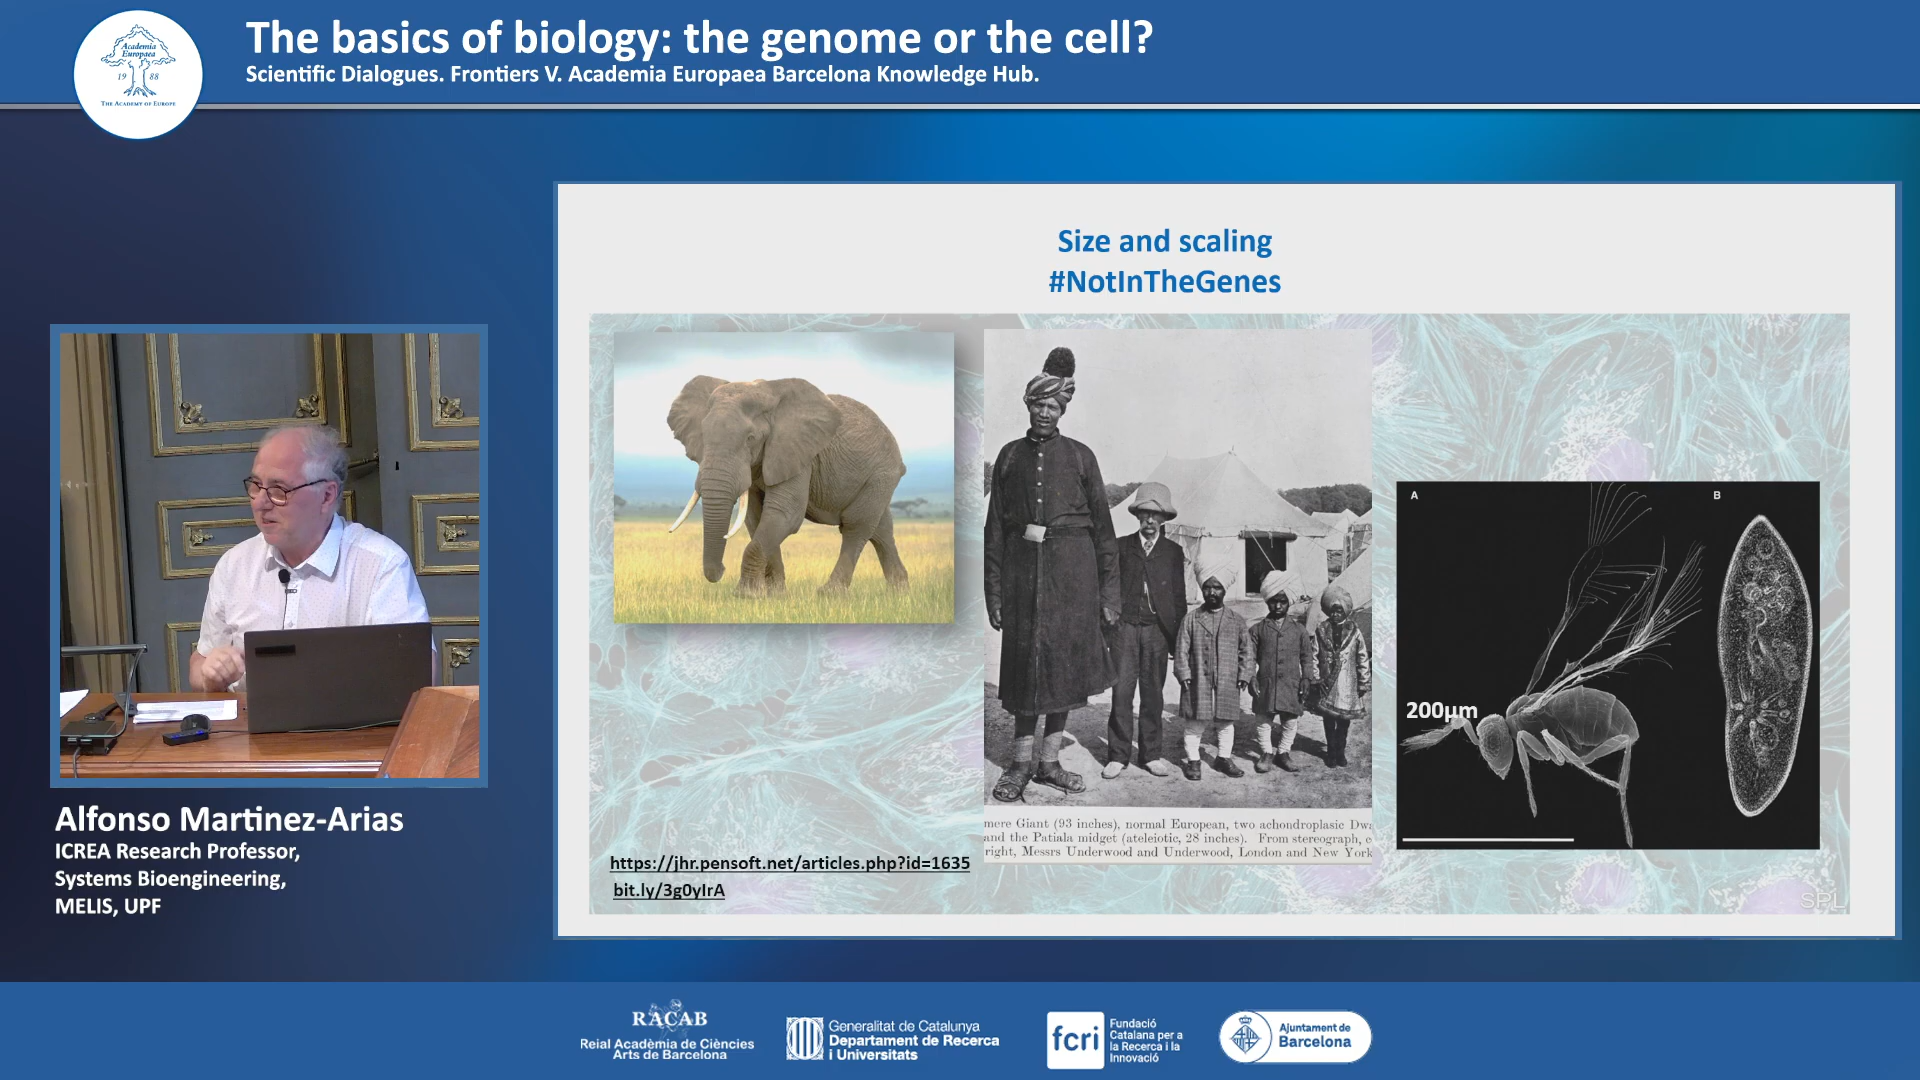 The basics of biology: the genome or the cell?
Scientific Dialogues. Frontiers V. Academia Europaea Barcelona Knowledge Hub.
Academia
Europaea
19 88
THE ACADEMY OF EUROPE
Size and scaling
#NotInTheGenes
A
B
200µm
mere Giant (93 inches), normal European, two achondroplasic Dwa
and the Patiala midget (ateleiotic, 28 inches). From stereograph, c
right, Messrs Underwood and Underwood, London and New York
https://jhr.pensoft.net/articles.php?id=1635
bit.ly/3g0yIrA
SPL
Alfonso Martinez-Arias
ICREA Research Professor,
Systems Bioengineering,
MELIS, UPF
RACAB
Reial Acadèmia de Ciències
Arts de Barcelona
Generalitat de Catalunya
Departament de Recerca
i Universitats
fcri
Fundació
Catalana per a
la Recerca i la
Innovació
Ajuntament de
Barcelona